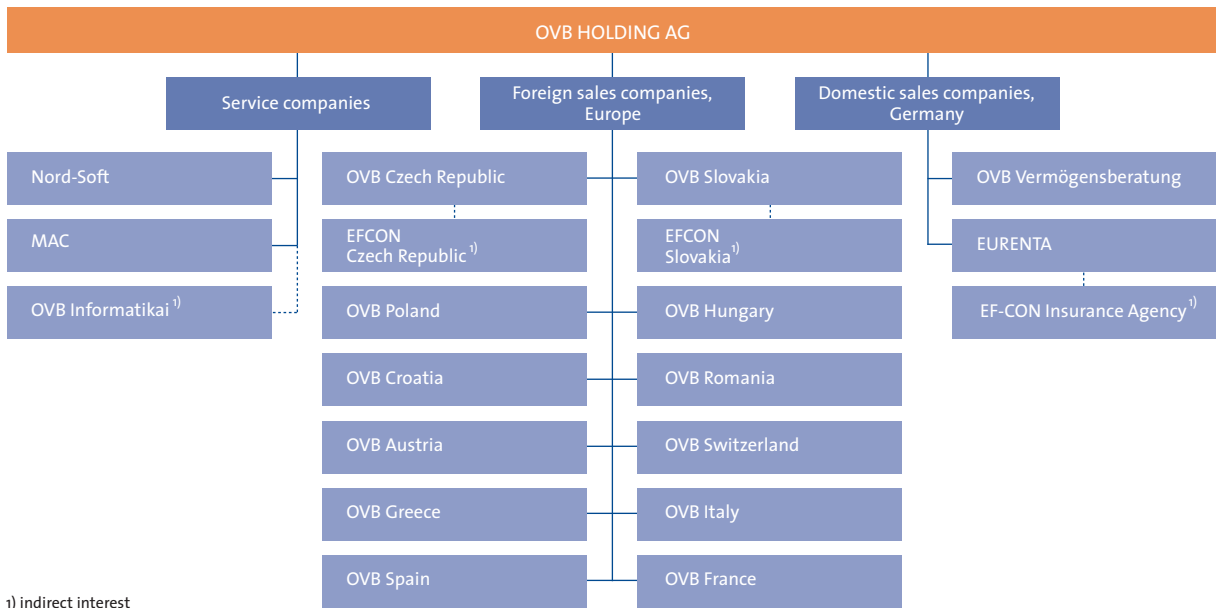 OVB HOLDING AG
Service companies
Foreign sales companies,
Europe
Domestic sales companies,
Germany
Nord-Soft
OVB Czech Republic
OVB Slovakia
OVB Vermögensberatung
MAC
EFCON
Czech Republic 1)
EFCON
Slovakia 1)
EURENTA
OVB Informatikai 1)
OVB Poland
OVB Hungary
EF-CON Insurance Agency 1)
OVB Croatia
OVB Romania
OVB Austria
OVB Switzerland
OVB Greece
OVB Italy
OVB Spain
OVB France
1) indirect interest